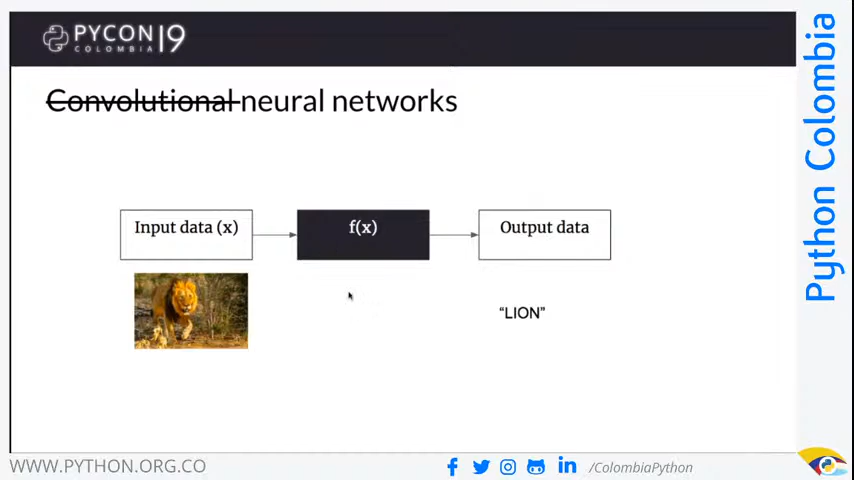 PYCON 19
COLOMBIA
Convolutional neural networks
Input data (x)
f(x)
Output data
“LION”
Python Colombia
WWW.PYTHON.ORG.CO
/ColombiaPython